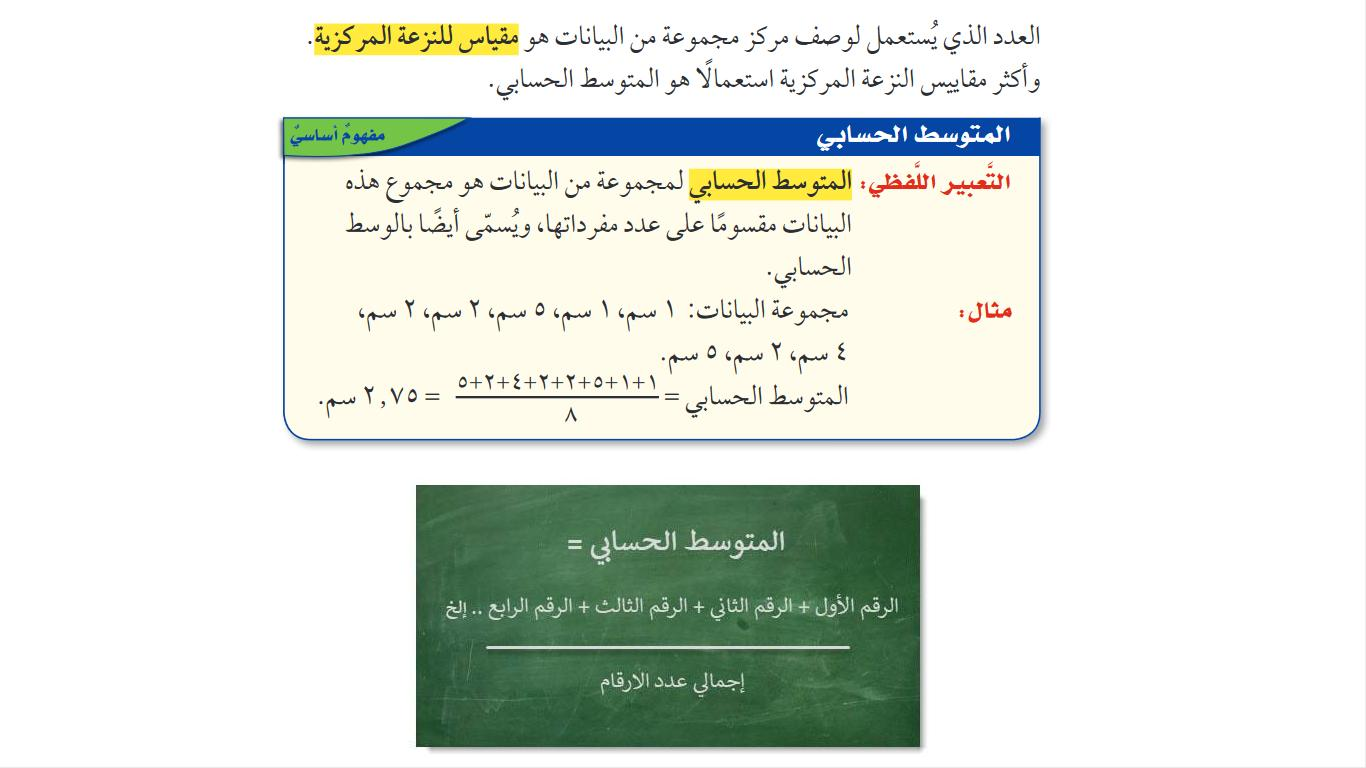 العدد الذي يُستعمل لوصف مركز مجموعة من البيانات هو مقياس للنزعة المركزية.
وأكثر مقاييس النزعة المركزية استعمالًا هو المتوسط الحسابي.
المتوسط الحسابي
مفهومٌ أساسيٌ
التَّعبير اللَّفظي: المتوسط الحسابي لمجموعة من البيانات هو مجموع هذه
البيانات مقسومًا على عدد مفرداتها، ويُسمّى أيضًا بالوسط
الحسابي.
مثال: مجموعة البيانات: ١ سم، ١ سم، ٥ سم، ٢ سم، ٢ سم،
٤ سم، ٢ سم، ٥ سم.
المتوسط الحسابي = ١+١+٥+٢+٢+٤+٢+٥ = ٢,٧٥ سم.
٨
المتوسط الحسابي =
الرقم الأول + الرقم الثاني + الرقم الثالث + الرقم الرابع .. إلخ
إجمالي عدد الارقام